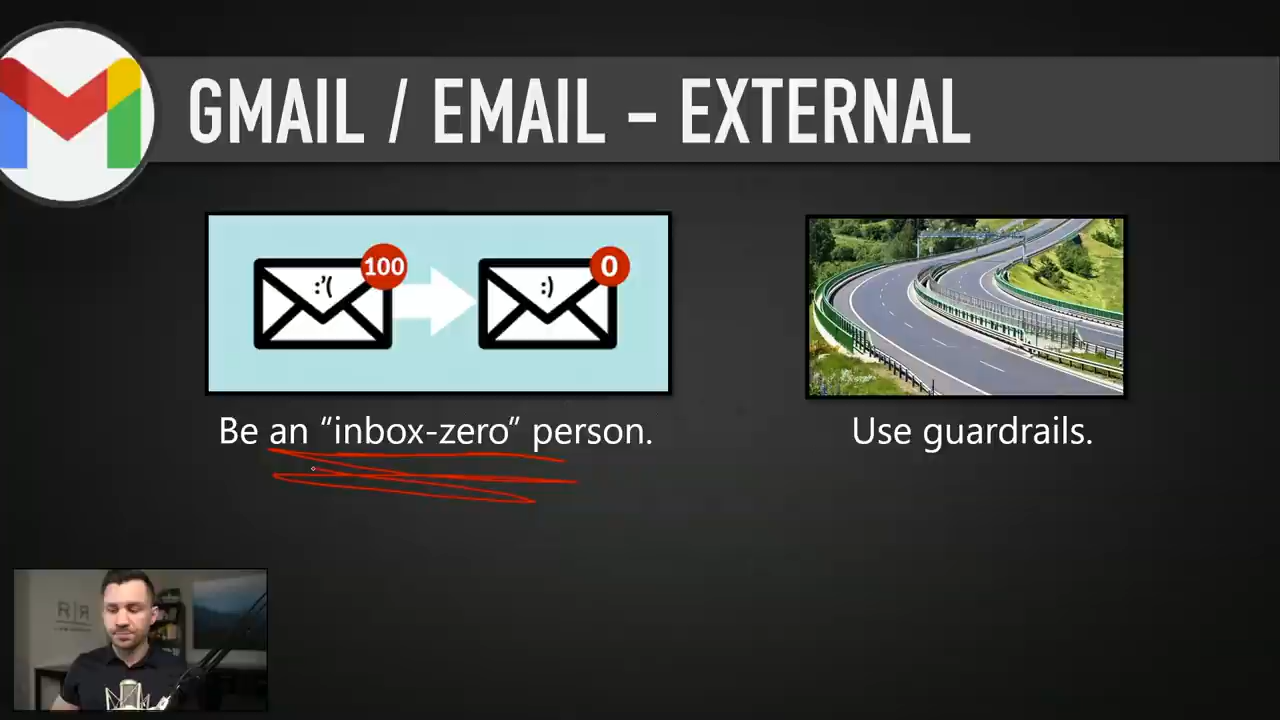 GMAIL / EMAIL – EXTERNAL
100
:'(
0
:)
Be an “inbox-zero” person.
Use guardrails.
R|R